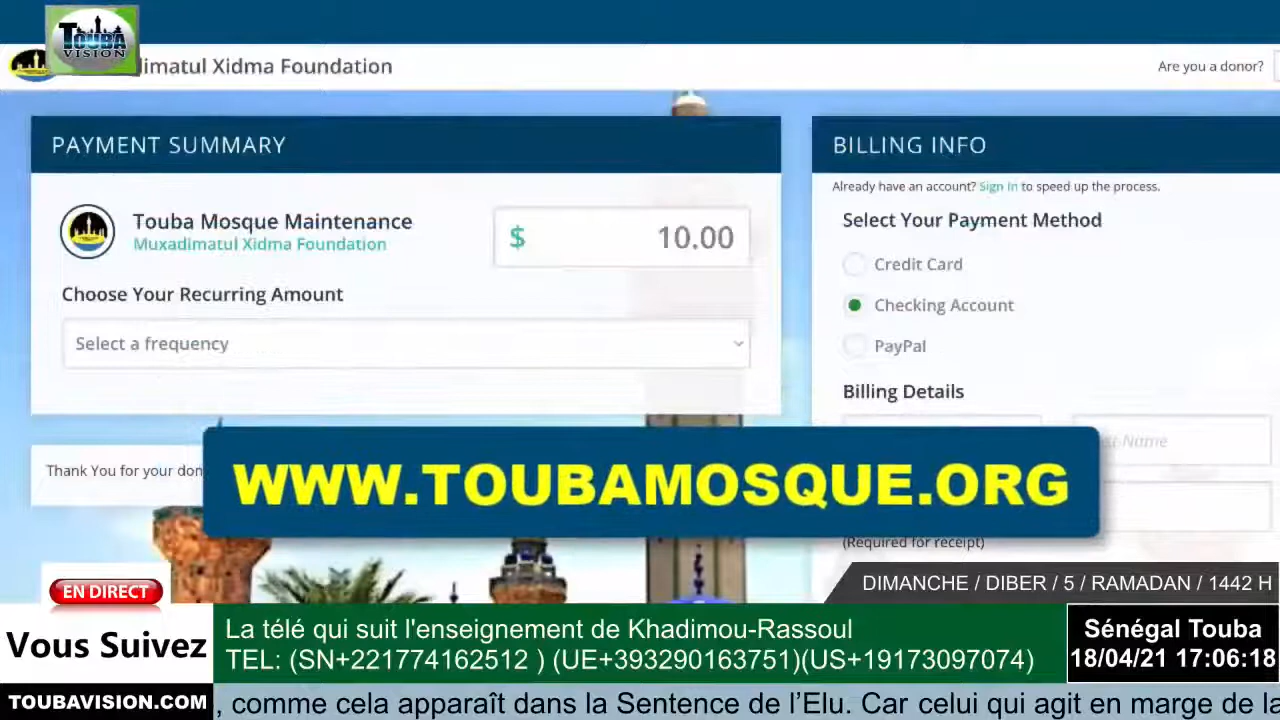 TOUBA
VISION
dimatul Xidma Foundation
Are you a donor?
PAYMENT SUMMARY
Touba Mosque Maintenance
Muxadimatul Xidma Foundation
$ 10.00
Choose Your Recurring Amount
Select a frequency
Thank You for your don
BILLING INFO
Already have an account? Sign In to speed up the process.
Select Your Payment Method
Credit Card
Checking Account
PayPal
Billing Details
Name
(Required for receipt)
WWW.TOUBAMOSQUE.ORG
EN DIRECT
DIMANCHE / DIBER / 5 / RAMADAN / 1442 H
Vous Suivez
La télé qui suit l'enseignement de Khadimou-Rassoul
TEL: (SN+221774162512 ) (UE+393290163751)(US+19173097074)
Sénégal Touba
18/04/21 17:06:18
TOUBAVISION.COM
, comme cela apparaît dans la Sentence de l’Elu. Car celui qui agit en marge de la